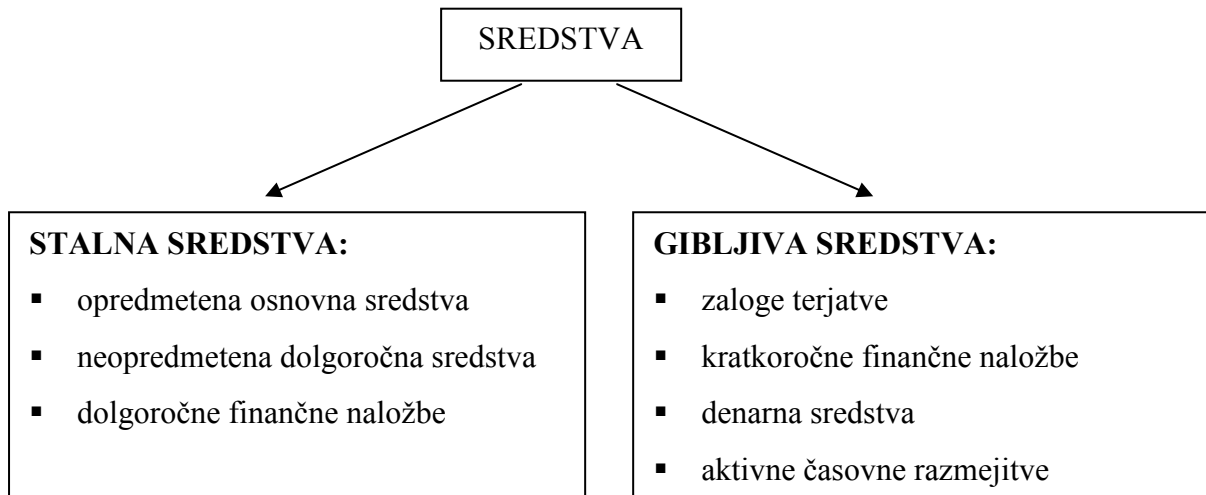 SREDSTVA
STALNA SREDSTVA:
▪ opredmetena osnovna sredstva
▪ neopredmetena dolgoročna sredstva
▪ dolgoročne finančne naložbe
GIBLJIVA SREDSTVA:
▪ zaloge terjatve
▪ kratkoročne finančne naložbe
▪ denarna sredstva
▪ aktivne časovne razmejitve